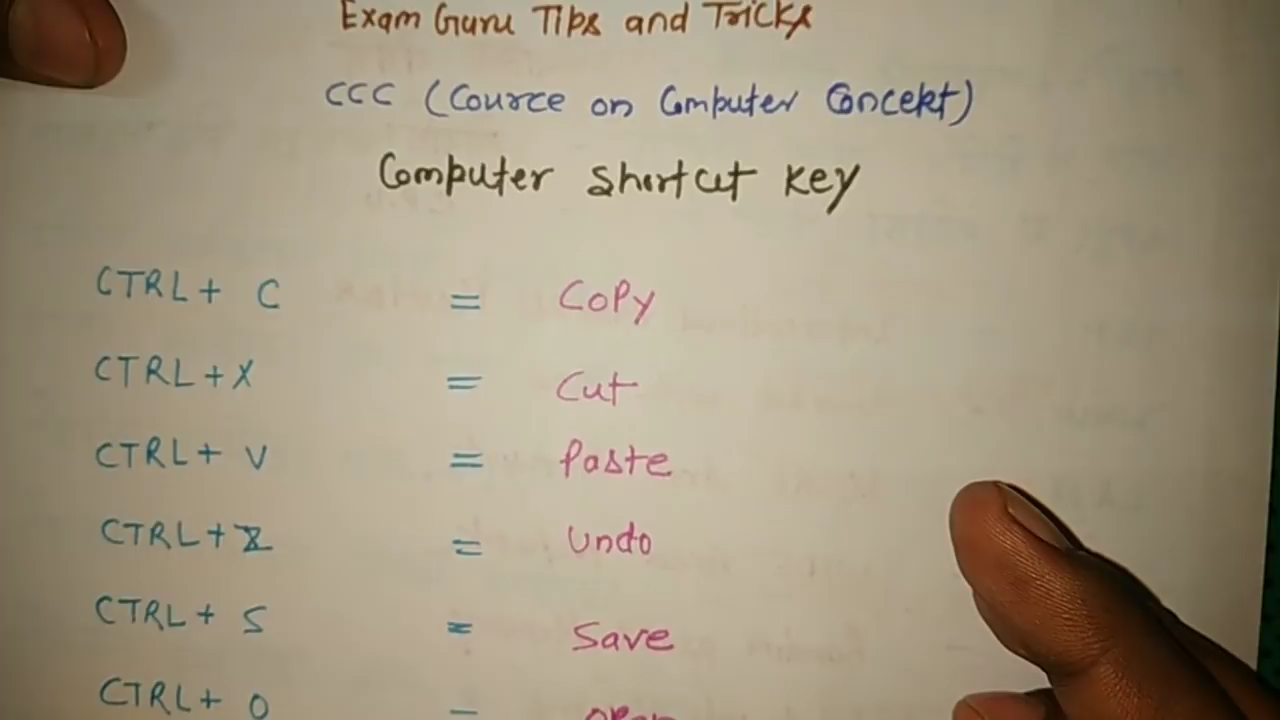 Exam Guru Tips and Tricks
CCC (Cource on Computer Concept)
Computer Shortcut Key
CTRL+ C = Copy
CTRL+X = Cut
CTRL+ V = Paste
CTRL+Z = Undo
CTRL+ S = Save
CTRL+ O = open